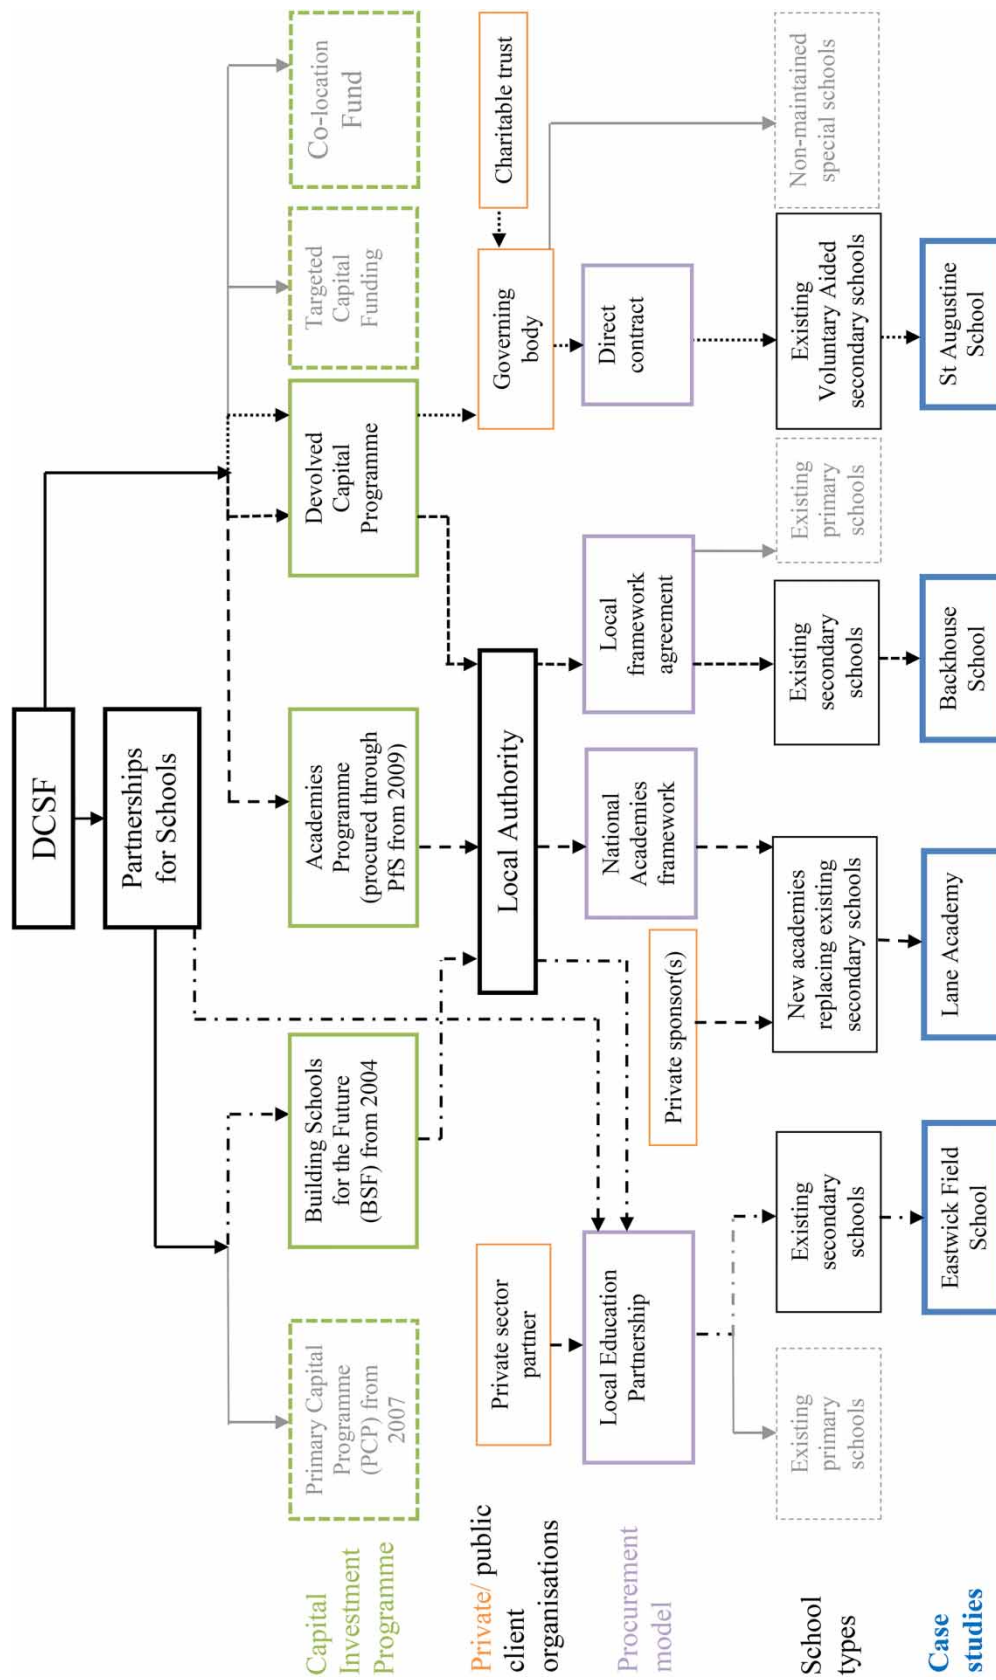 DCSF
Partnerships
for Schools
Capital
Investment
Programme
Primary Capital
Programme
(PCP) from
2007
Building Schools
for the Future
(BSF) from 2004
Academies
Programme
(procured through
PfS from 2009)
Devolved
Capital
Programme
Targeted
Capital
Funding
Co-location
Fund
Private/ public
client
organisations
Private sector
partner
Local Authority
Governing
body
Charitable trust
Procurement
model
Local Education
Partnership
Private sponsor(s)
National
Academies
framework
Local
framework
agreement
Direct
contract
School
types
Existing
primary
schools
Existing
secondary
schools
New academies
replacing existing
secondary schools
Existing
secondary
schools
Existing
primary
schools
Existing
Voluntary Aided
secondary schools
Non-maintained
special schools
Case
studies
Eastwick Field
School
Lane Academy
Backhouse
School
St Augustine
School